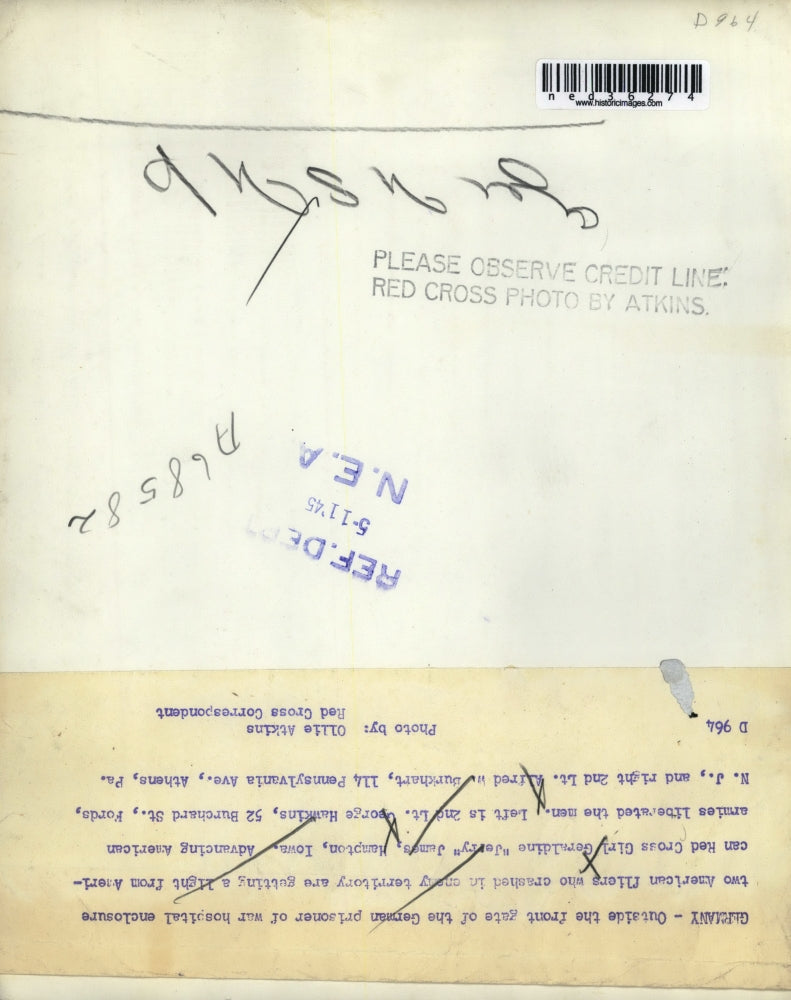 D964
ned36274
www.historicimages.com
PLEASE OBSERVE CREDIT LINE:
RED CROSS PHOTO BY ATKINS.
A68582
REF. DEPT
5-11'45
N.E.A.
GERMANY - Outside the front gate of the German prisoner of war hospital enclosure
two American fliers who crashed in enemy territory are getting a light from Ameri-
can Red Cross Girl Geraldine "Jerry" James, Hampton, Iowa. Advancing American
armies liberated the men. Left is 2nd Lt. George Hawkins, 52 Burchard St., Fords,
N. J., and right 2nd Lt. Alfred W. Burkhart, 114 Pennsylvania Ave., Athens, Pa.
D 964
Photo by: Ollie Atkins
Red Cross Correspondent